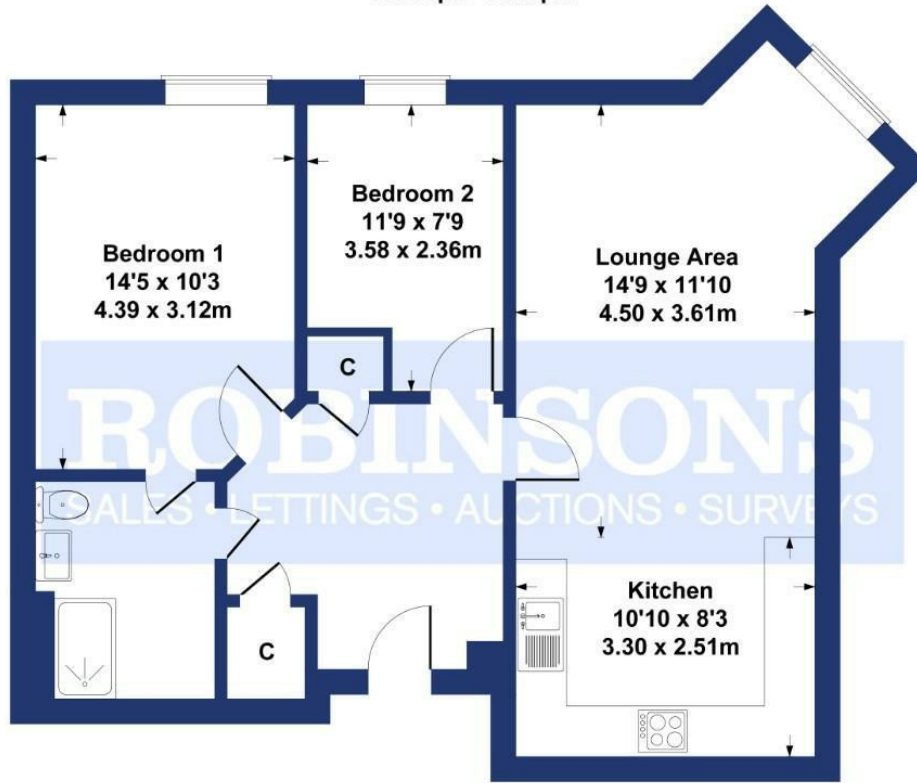 Bedroom 1
14'5 x 10'3
4.39 x 3.12m
Bedroom 2
11'9 x 7'9
3.58 x 2.36m
Lounge Area
14'9 x 11'10
4.50 x 3.61m
C
ROBINSONS
SALES • LETTINGS • AUCTIONS • SURVEYS
Kitchen
10'10 x 8'3
3.30 x 2.51m
C